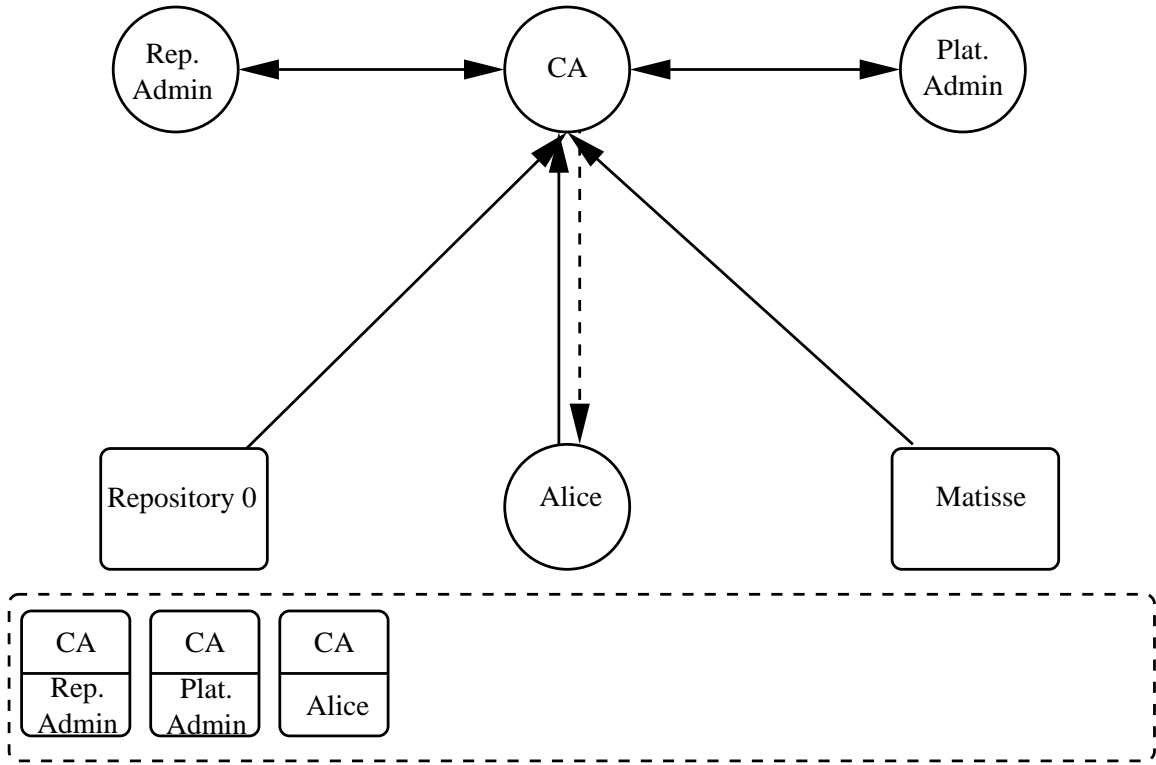 Rep.
Admin
CA
Plat.
Admin
Repository 0
Alice
Matisse
CA
Rep.
Admin
CA
Plat.
Admin
CA
Alice